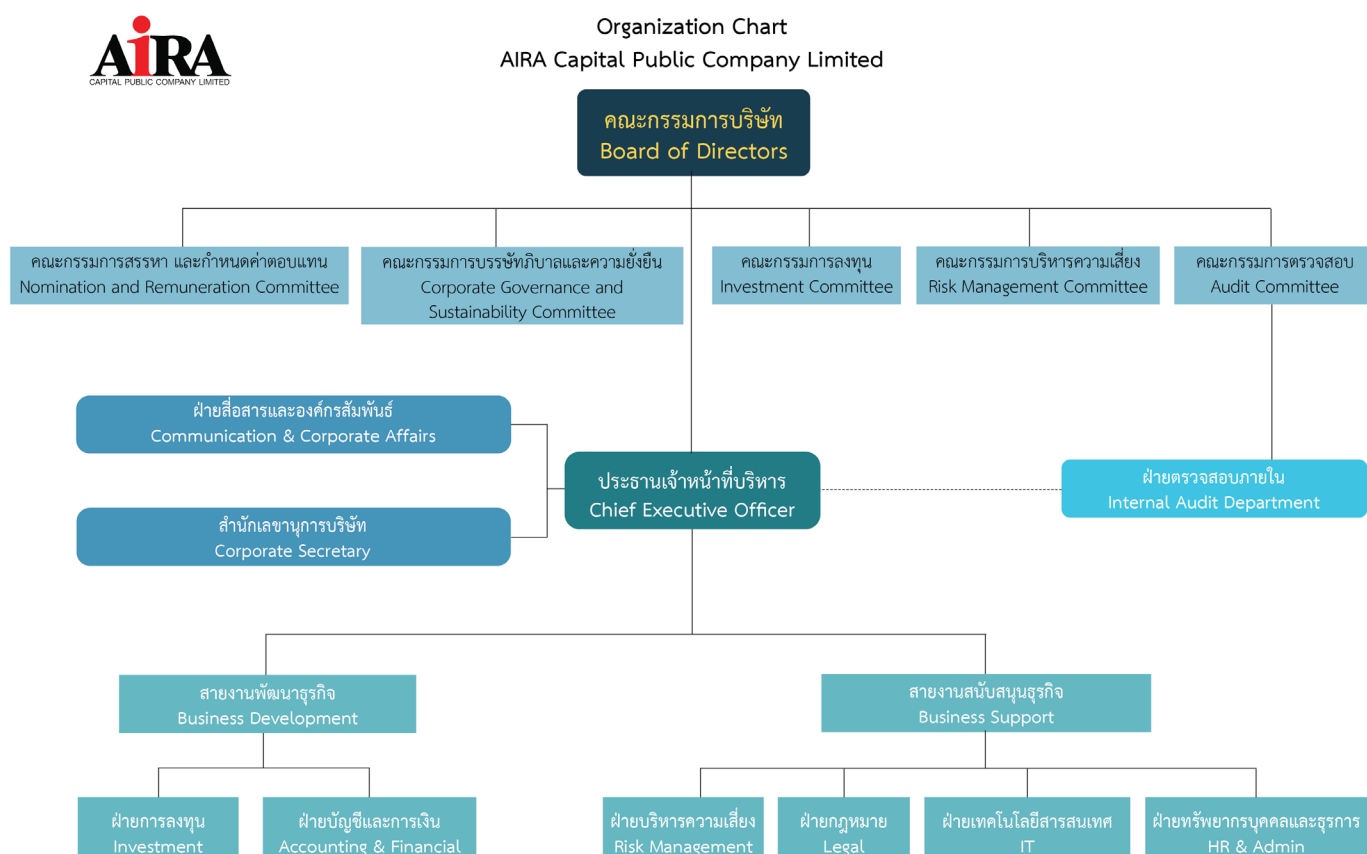 AiRA
CAPITAL PUBLIC COMPANY LIMITED
Organization Chart
AIRA Capital Public Company Limited
คณะกรรมการบริษัท
Board of Directors
คณะกรรมการสรรหา และกำหนดค่าตอบแทน
Nomination and Remuneration Committee
คณะกรรมการบรรษัทภิบาลและความยั่งยืน
Corporate Governance and
Sustainability Committee
คณะกรรมการลงทุน
Investment Committee
คณะกรรมการบริหารความเสี่ยง
Risk Management Committee
คณะกรรมการตรวจสอบ
Audit Committee
ฝ่ายสื่อสารและองค์กรสัมพันธ์
Communication & Corporate Affairs
สำนักเลขานุการบริษัท
Corporate Secretary
ประธานเจ้าหน้าที่บริหาร
Chief Executive Officer
ฝ่ายตรวจสอบภายใน
Internal Audit Department
สายงานพัฒนาธุรกิจ
Business Development
สายงานสนับสนุนธุรกิจ
Business Support
ฝ่ายการลงทุน
Investment
ฝ่ายบัญชีและการเงิน
Accounting & Financial
ฝ่ายบริหารความเสี่ยง
Risk Management
ฝ่ายกฎหมาย
Legal
ฝ่ายเทคโนโลยีสารสนเทศ
IT
ฝ่ายทรัพยากรบุคคลและธุรการ
HR & Admin